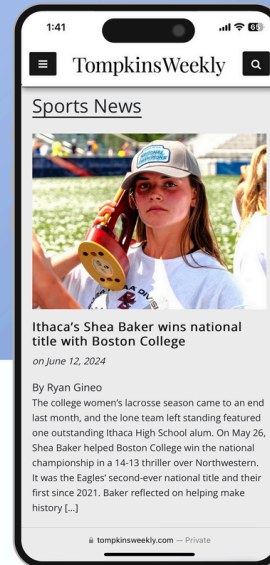 1:41
69
TompkinsWeekly
Sports News
Ithaca's Shea Baker wins national
title with Boston College
on June 12, 2024
By Ryan Gineo
The college women's lacrosse season came to an end
last month, and the lone team left standing featured
one outstanding Ithaca High School alum. On May 26,
Shea Baker helped Boston College win the national
championship in a 14-13 thriller over Northwestern.
It was the Eagles' second-ever national title and their
first since 2021. Baker reflected on helping make
history [...]
tompkinsweekly.com — Private